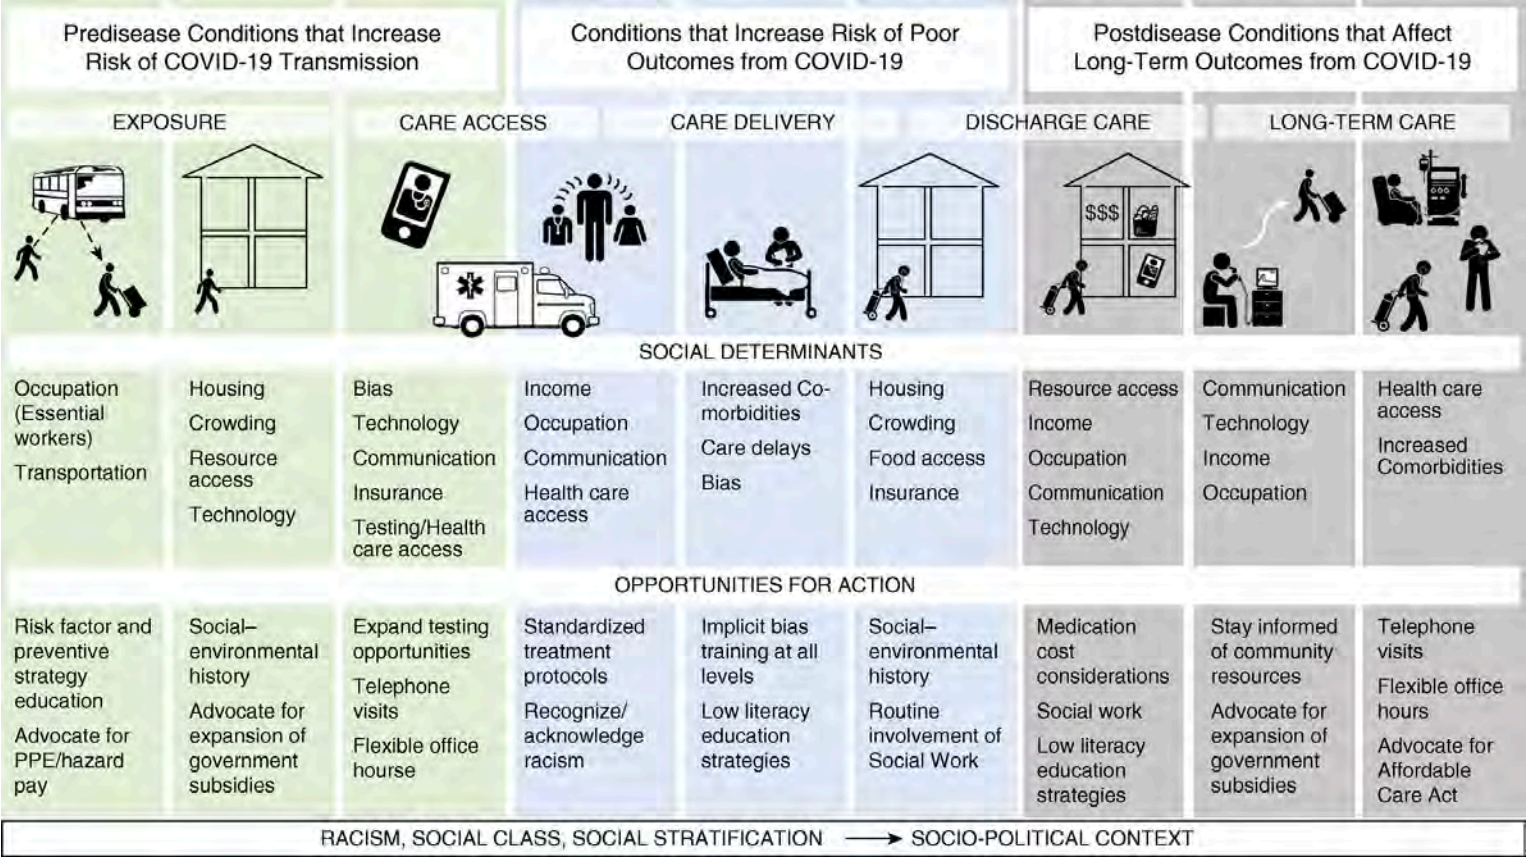 Predisease Conditions that Increase
Risk of COVID-19 Transmission
Conditions that Increase Risk of Poor
Outcomes from COVID-19
Postdisease Conditions that Affect
Long-Term Outcomes from COVID-19
EXPOSURE
CARE ACCESS
CARE DELIVERY
DISCHARGE CARE
LONG-TERM CARE
$$$
SOCIAL DETERMINANTS
Occupation
(Essential
workers)
Transportation
Housing
Crowding
Resource
access
Technology
Bias
Technology
Communication
Insurance
Testing/Health
care access
Income
Occupation
Communication
Health care
access
Increased Co-
morbidities
Care delays
Bias
Housing
Crowding
Food access
Insurance
Resource access
Income
Occupation
Communication
Technology
Communication
Technology
Income
Occupation
Health care
access
Increased
Comorbidities
OPPORTUNITIES FOR ACTION
Risk factor and
preventive
strategy
education
Advocate for
PPE/hazard
pay
Social–
environmental
history
Advocate for
expansion of
government
subsidies
Expand testing
opportunities
Telephone
visits
Flexible office
hourse
Standardized
treatment
protocols
Recognize/
acknowledge
racism
Implicit bias
training at all
levels
Low literacy
education
strategies
Social–
environmental
history
Routine
involvement of
Social Work
Medication
cost
considerations
Social work
Low literacy
education
strategies
Stay informed
of community
resources
Advocate for
expansion of
government
subsidies
Telephone
visits
Flexible office
hours
Advocate for
Affordable
Care Act
RACISM, SOCIAL CLASS, SOCIAL STRATIFICATION → SOCIO-POLITICAL CONTEXT